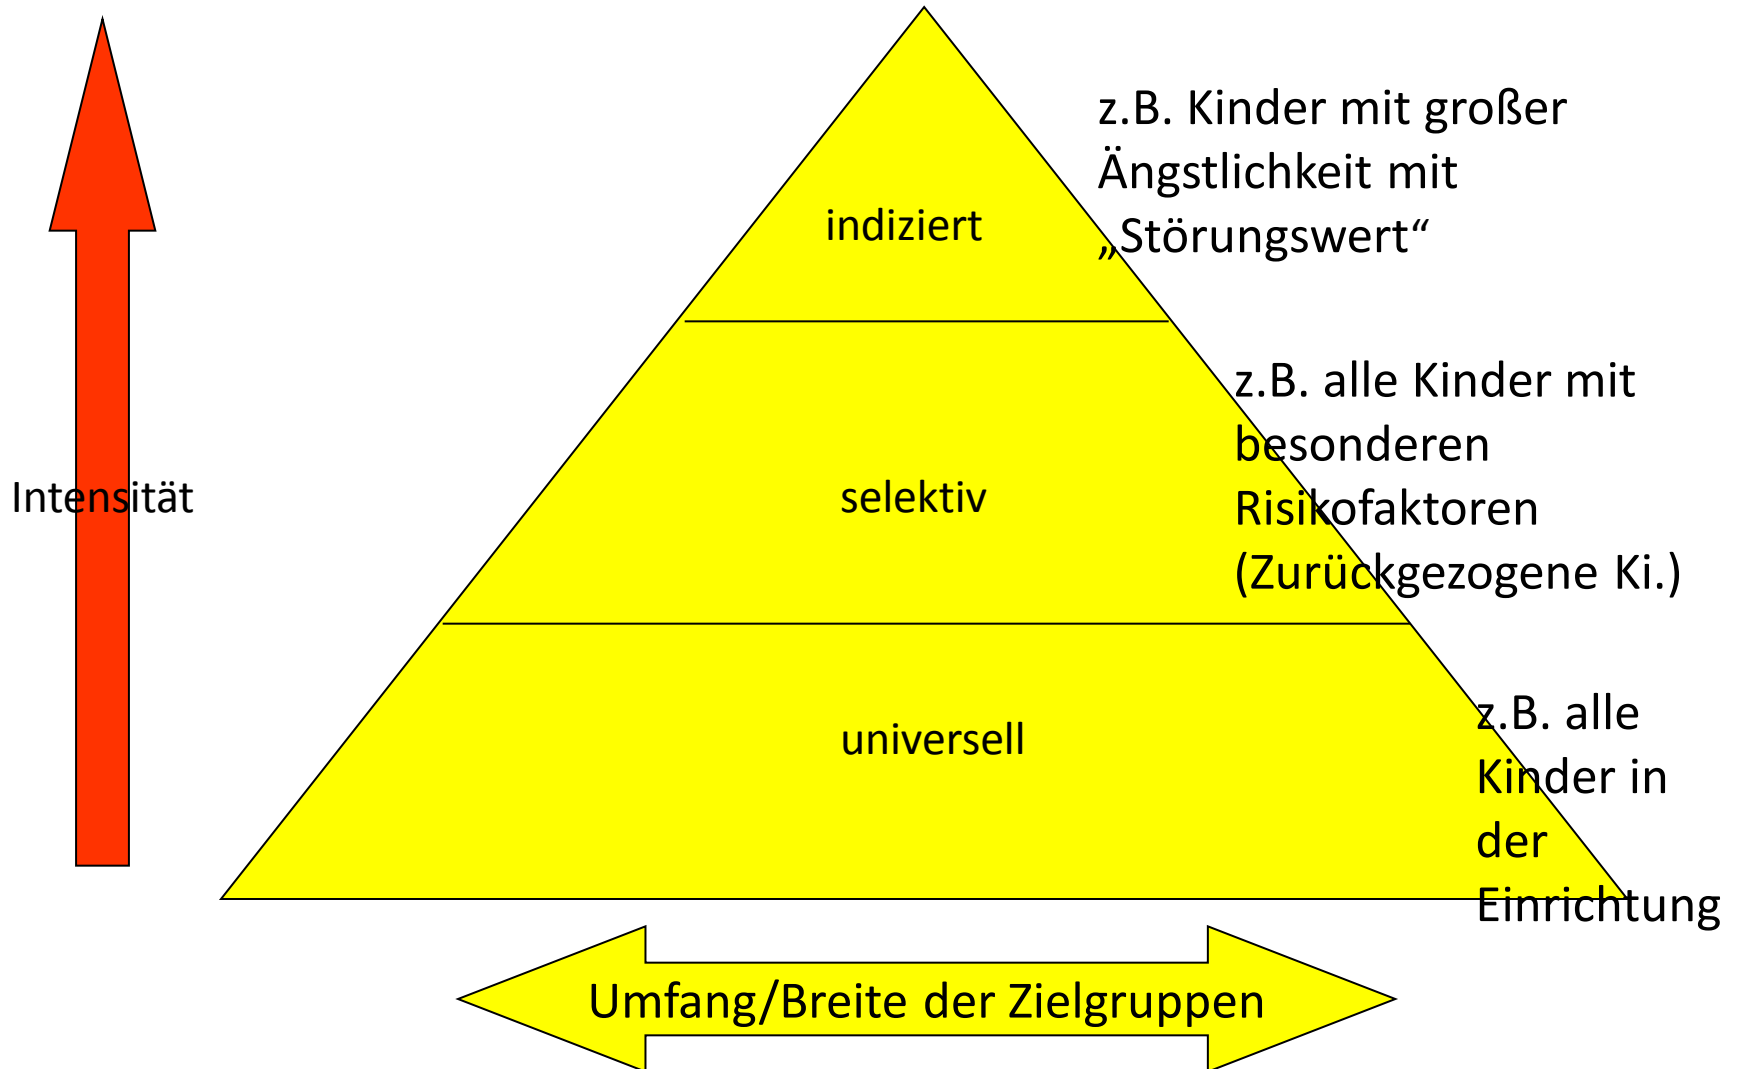 z.B. Kinder mit großer
Ängstlichkeit mit
„Störungswert“
indiziert
z.B. alle Kinder mit
besonderen
Risikofaktoren
(Zurückgezogene Ki.)
Intensität
selektiv
universell
z.B. alle
Kinder in
der
Einrichtung
Umfang/Breite der Zielgruppen